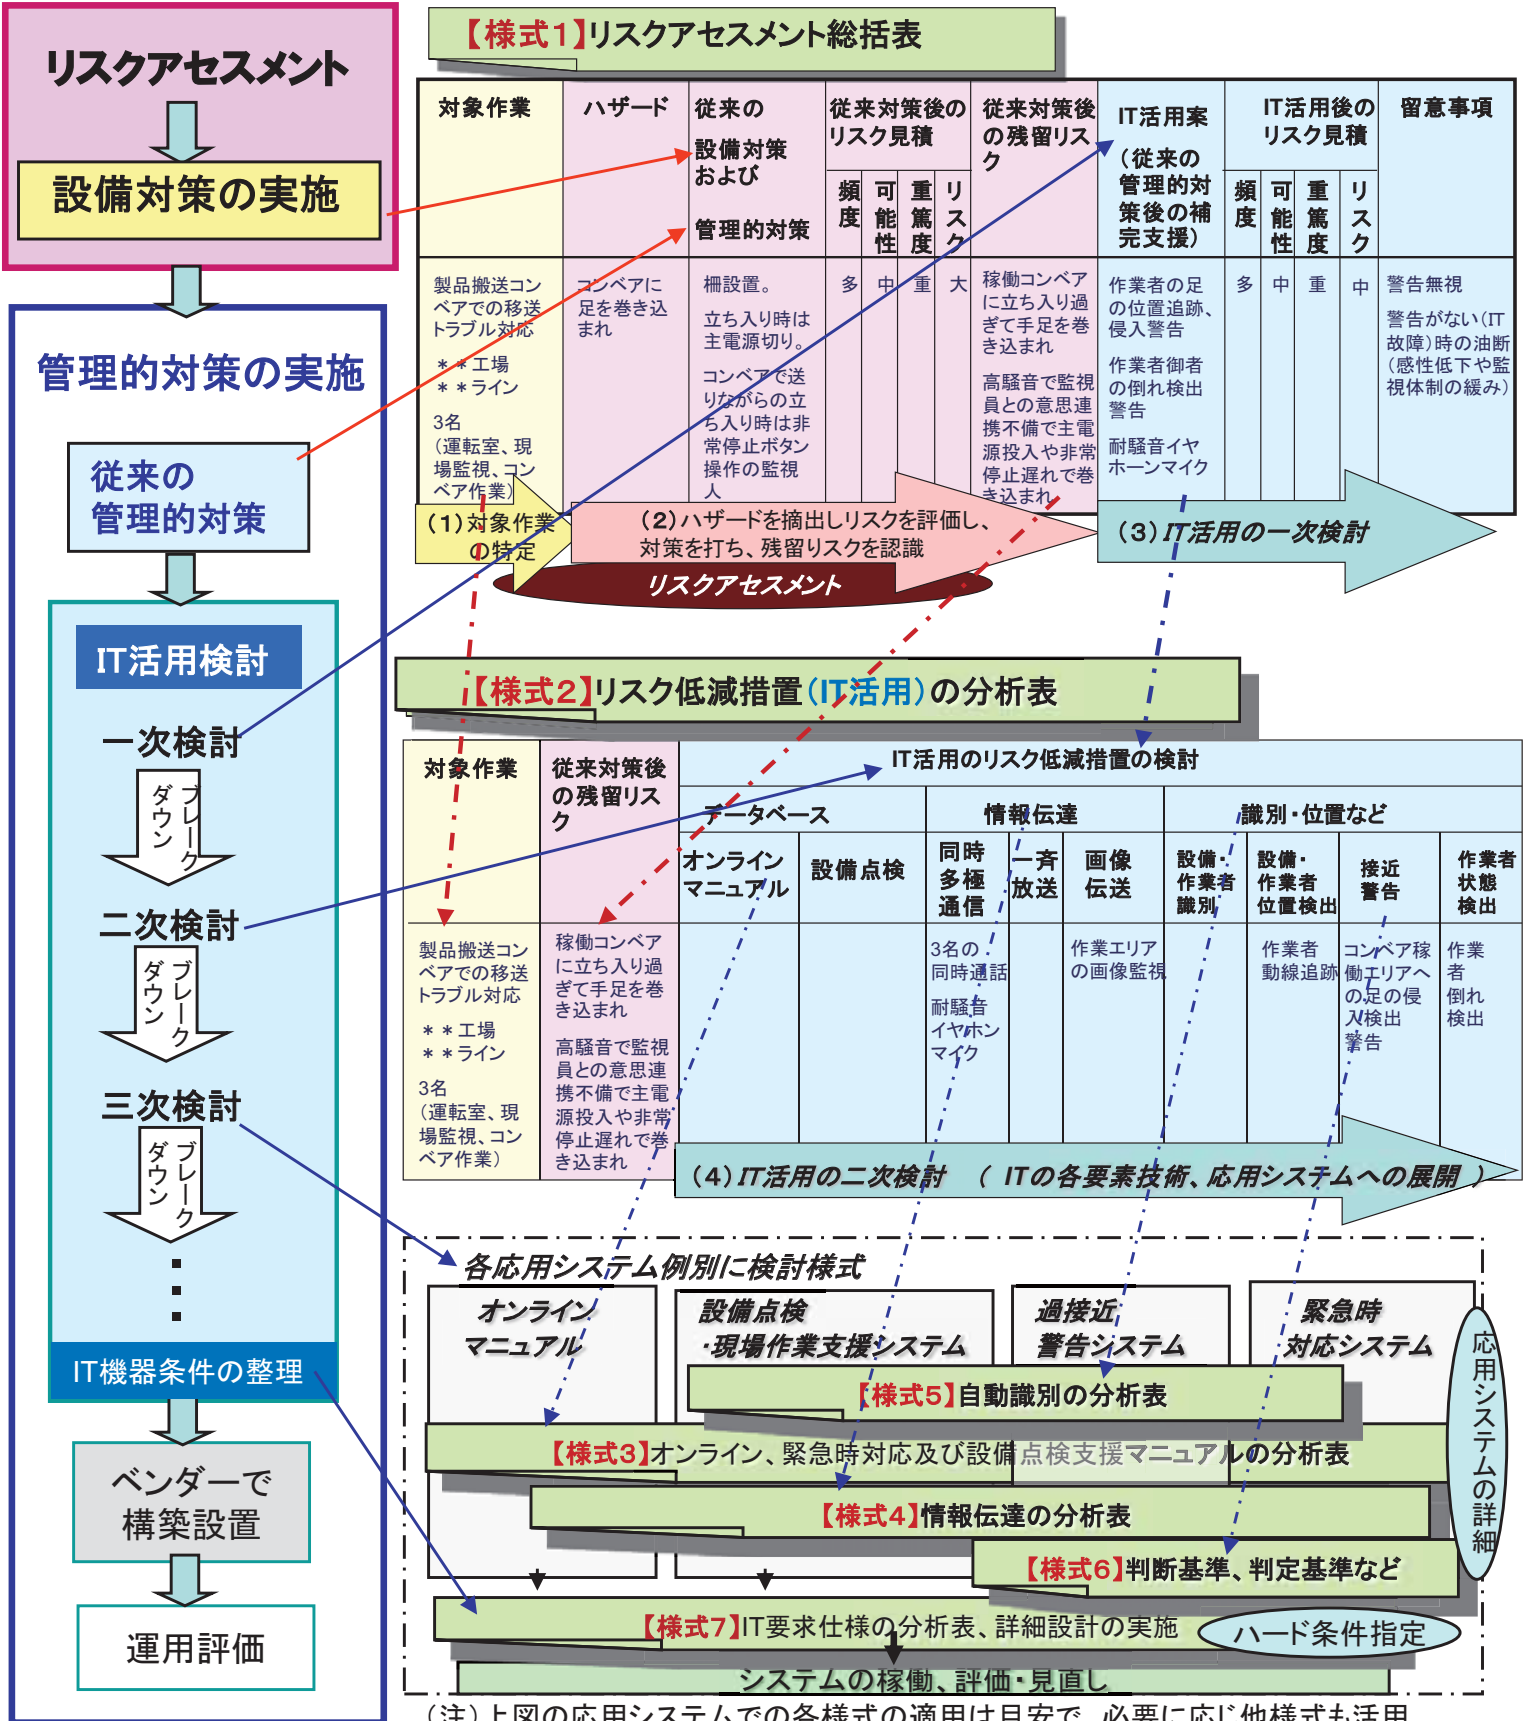 リスクアセスメント
設備対策の実施
管理的対策の実施
従来の
管理的対策
IT活用検討
一次検討
ブレーク
ダウン
二次検討
ブレーク
ダウン
三次検討
ブレーク
ダウン
IT機器条件の整理
ベンダーで
構築設置
運用評価
【様式1】リスクアセスメント総括表
対象作業
ハザード
従来の
設備対策
および
管理的対策
従来対策後の
リスク見積
頻度
可能性
重篤度
リスク
従来対策後
の残留リス
ク
IT活用案
（従来の
管理的対
策後の補
完支援）
IT活用後の
リスク見積
頻度
可能性
重篤度
リスク
留意事項
製品搬送コン
ベアでの移送
トラブル対応
＊＊工場
＊＊ライン
3名
（運転室、現
場監視、コン
ベア作業）
コンベアに
足を巻き込
まれ
柵設置。
立ち入り時は
主電源切り。
コンベアで送
りながらの立
ち入り時は非
常停止ボタン
操作の監視
人
多
中
重
大
稼働コンベア
に立ち入り過
ぎて手足を巻
き込まれ
高騒音で監視
員との意思連
携不備で主電
源投入や非常
停止遅れで巻
き込まれ
作業者の足
の位置追跡、
侵入警告
作業者御者
の倒れ検出
警告
耐騒音イヤ
ホーンマイク
多
中
重
中
警告無視
警告がない（IT
故障）時の油断
（感性低下や監
視体制の緩み）
（1）対象作業
の特定
（2）ハザードを摘出しリスクを評価し、
対策を打ち、残留リスクを認識
リスクアセスメント
（3）IT活用の一次検討
【様式2】リスク低減措置（IT活用）の分析表
対象作業
従来対策後
の残留リス
ク
IT活用のリスク低減措置の検討
データベース
情報伝達
識別・位置など
オンライン
マニュアル
設備点検
同時
多極
通信
一斉
放送
画像
伝送
設備・
作業者
識別
設備・
作業者
位置検出
接近
警告
作業者
状態
検出
製品搬送コン
ベアでの移送
トラブル対応
＊＊工場
＊＊ライン
3名
（運転室、現
場監視、コン
ベア作業）
稼働コンベア
に立ち入り過
ぎて手足を巻
き込まれ
高騒音で監視
員との意思連
携不備で主電
源投入や非常
停止遅れで巻
き込まれ
3名の
同時通話
耐騒音
イヤホン
マイク
作業エリア
の画像監視
作業者
動線追跡
コンベア稼
働エリアへ
の足の侵
入検出
警告
作業
者
倒れ
検出
（4）IT活用の二次検討　（ ITの各要素技術、応用システムへの展開 ）
各応用システム例別に検討様式
オンライン
マニュアル
設備点検
・現場作業支援システム
過接近
警告システム
緊急時
対応システム
【様式5】自動識別の分析表
【様式3】オンライン、緊急時対応及び設備点検支援マニュアルの分析表
【様式4】情報伝達の分析表
【様式6】判断基準、判定基準など
【様式7】IT要求仕様の分析表、詳細設計の実施
応用システムの詳細
ハード条件指定
システムの稼働、評価・見直し
（注）上図の応用システムでの各様式の適用は目安で、必要に応じ他様式も活用